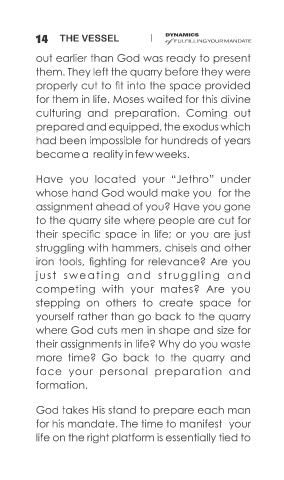 14 THE VESSEL | DYNAMICS
of FULFILLING YOUR MANDATE
out earlier than God was ready to present
them. They left the quarry before they were
properly cut to fit into the space provided
for them in life. Moses waited for this divine
culturing and preparation. Coming out
prepared and equipped, the exodus which
had been impossible for hundreds of years
became a reality in few weeks.
Have you located your “Jethro” under
whose hand God would make you for the
assignment ahead of you? Have you gone
to the quarry site where people are cut for
their specific space in life; or you are just
struggling with hammers, chisels and other
iron tools, fighting for relevance? Are you
just sweating and struggling and
competing with your mates? Are you
stepping on others to create space for
yourself rather than go back to the quarry
where God cuts men in shape and size for
their assignments in life? Why do you waste
more time? Go back to the quarry and
face your personal preparation and
formation.
God takes His stand to prepare each man
for his mandate. The time to manifest your
life on the right platform is essentially tied to